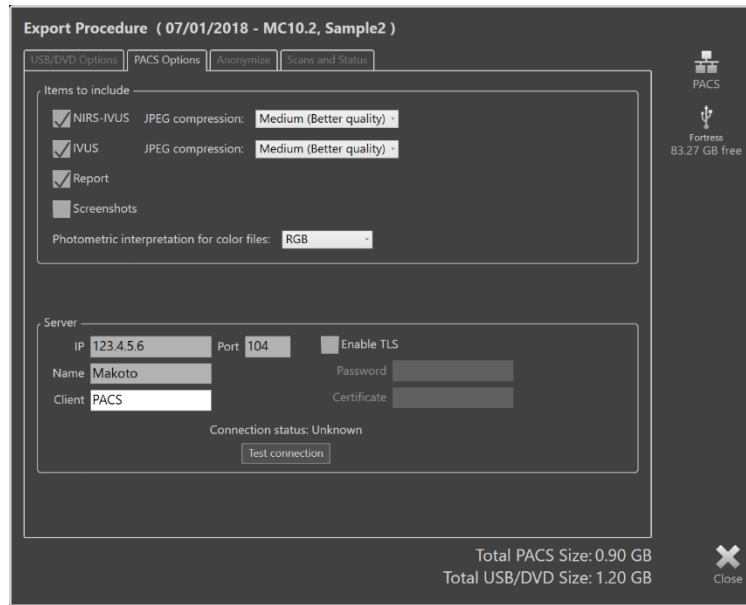 Export Procedure ( 07/01/2018 - MC10.2, Sample2 )
USB/DVD Options PACS Options Anonymize Scans and Status
PACS
Fortress
83.27 GB free
Items to include
NIRS-IVUS JPEG compression: Medium (Better quality)
IVUS JPEG compression: Medium (Better quality)
Report
Screenshots
Photometric interpretation for color files: RGB
Server
IP 123.4.5.6 Port 104 Enable TLS
Name Makoto Password
Client PACS Certificate
Connection status: Unknown
Test connection
Total PACS Size: 0.90 GB
Total USB/DVD Size: 1.20 GB
Close